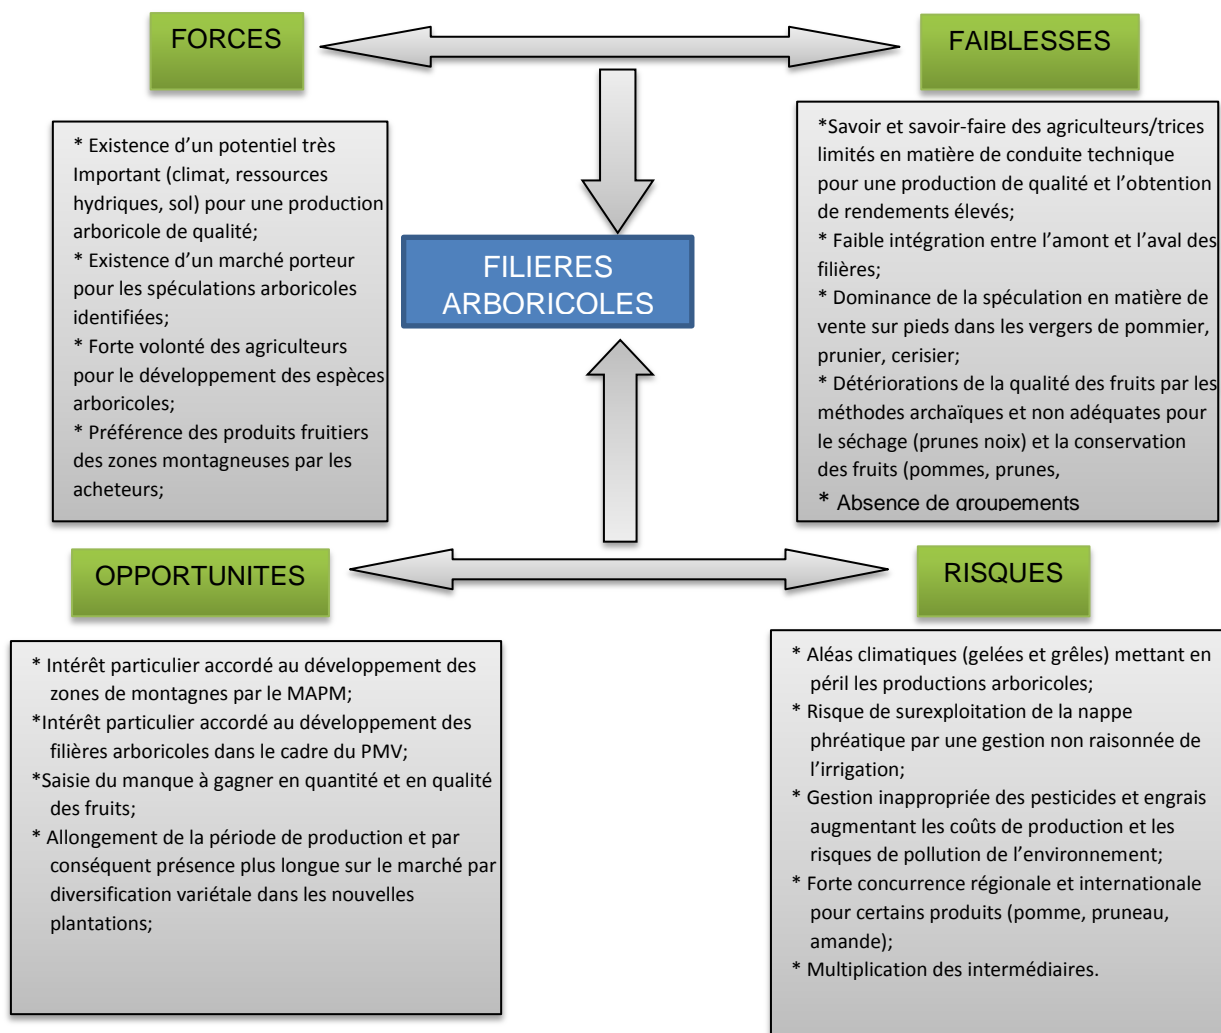 FORCES
FAIBLESSES
* Existence d'un potentiel très
Important (climat, ressources
hydriques, sol) pour une production
arboricole de qualité;
* Existence d'un marché porteur
pour les spéculations arboricoles
identifiées;
* Forte volonté des agriculteurs
pour le développement des espèces
arboricoles;
* Préférence des produits fruitiers
des zones montagneuses par les
acheteurs;
FILIERES
ARBORICOLES
*Savoir et savoir-faire des agriculteurs/trices
limités en matière de conduite technique
pour une production de qualité et l'obtention
de rendements élevés;
* Faible intégration entre l'amont et l'aval des
filières;
* Dominance de la spéculation en matière de
vente sur pieds dans les vergers de pommier,
prunier, cerisier;
* Détériorations de la qualité des fruits par les
méthodes archaïques et non adéquates pour
le séchage (prunes noix) et la conservation
des fruits (pommes, prunes,
* Absence de groupements
OPPORTUNITES
RISQUES
* Intérêt particulier accordé au développement des
zones de montagnes par le MAPM;
*Intérêt particulier accordé au développement des
filières arboricoles dans le cadre du PMV;
*Saisie du manque à gagner en quantité et en qualité
des fruits;
* Allongement de la période de production et par
conséquent présence plus longue sur le marché par
diversification variétale dans les nouvelles
plantations;
* Aléas climatiques (gelées et grêles) mettant en
péril les productions arboricoles;
* Risque de surexploitation de la nappe
phréatique par une gestion non raisonnée de
l'irrigation;
* Gestion inappropriée des pesticides et engrais
augmentant les coûts de production et les
risques de pollution de l'environnement;
* Forte concurrence régionale et internationale
pour certains produits (pomme, pruneau,
amande);
* Multiplication des intermédiaires.